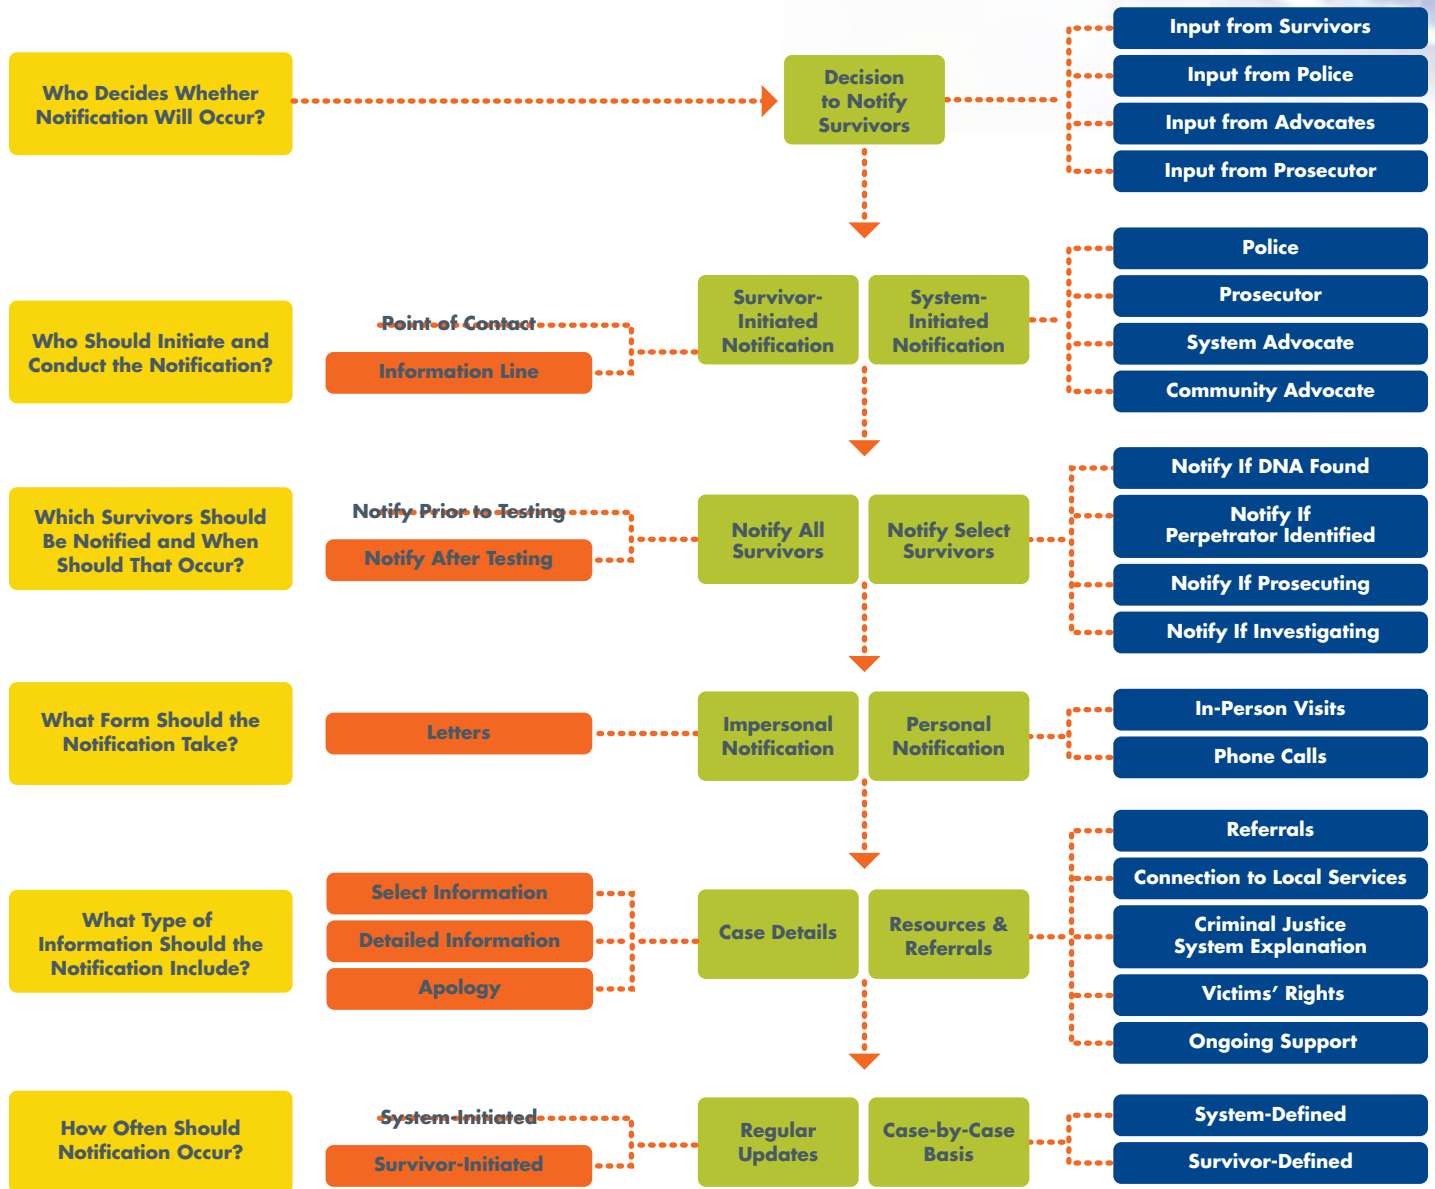 Who Decides Whether
Notification Will Occur?
Decision
to Notify
Survivors
Input from Survivors
Input from Police
Input from Advocates
Input from Prosecutor
Who Should Initiate and
Conduct the Notification?
Point of Contact
Information Line
Survivor-
Initiated
Notification
System-
Initiated
Notification
Police
Prosecutor
System Advocate
Community Advocate
Which Survivors Should
Be Notified and When
Should That Occur?
Notify Prior to Testing
Notify After Testing
Notify All
Survivors
Notify Select
Survivors
Notify If DNA Found
Notify If
Perpetrator Identified
Notify If Prosecuting
Notify If Investigating
What Form Should the
Notification Take?
Letters
Impersonal
Notification
Personal
Notification
In-Person Visits
Phone Calls
What Type of
Information Should the
Notification Include?
Select Information
Detailed Information
Apology
Case Details
Resources &
Referrals
Referrals
Connection to Local Services
Criminal Justice
System Explanation
Victims’ Rights
Ongoing Support
How Often Should
Notification Occur?
System-Initiated
Survivor-Initiated
Regular
Updates
Case-by-Case
Basis
System-Defined
Survivor-Defined